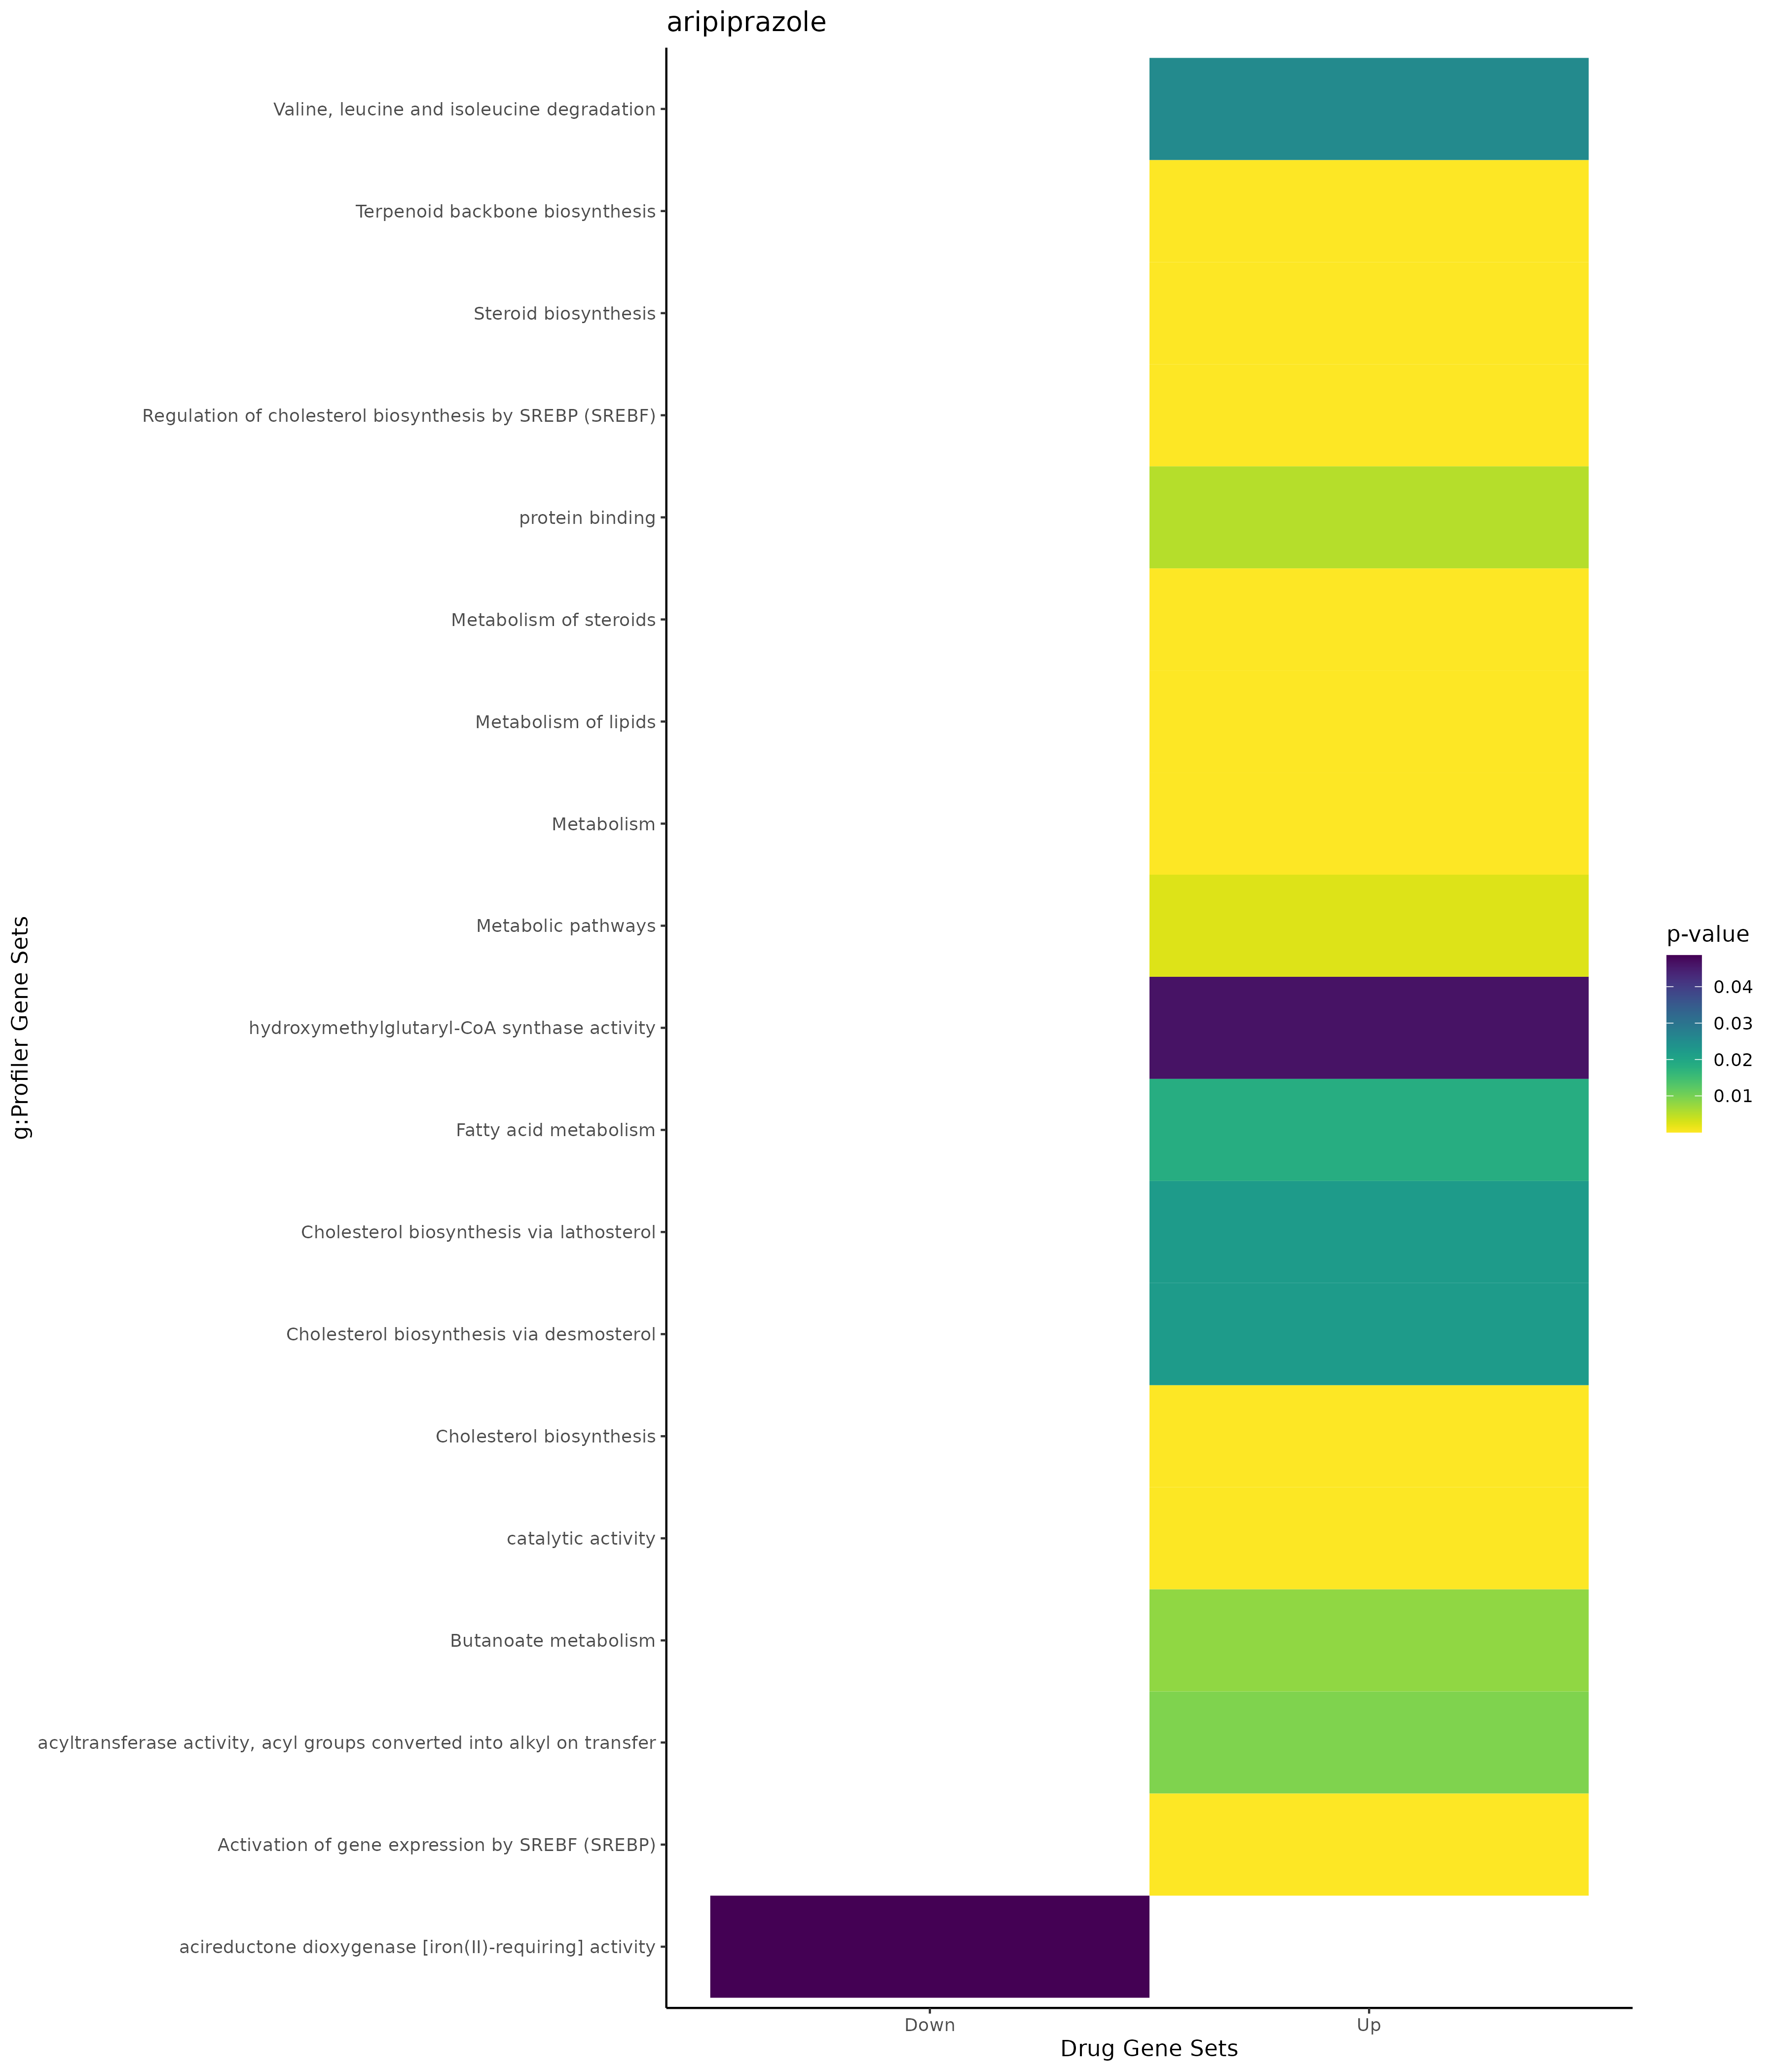 aripiprazole
Valine, leucine and isoleucine degradation
Terpenoid backbone biosynthesis
Steroid biosynthesis
Regulation of cholesterol biosynthesis by SREBP (SREBF)
protein binding
Metabolism of steroids
Metabolism of lipids
Metabolism
Metabolic pathways
hydroxymethylglutaryl-CoA synthase activity
Fatty acid metabolism
Cholesterol biosynthesis via lathosterol
Cholesterol biosynthesis via desmosterol
Cholesterol biosynthesis
catalytic activity
Butanoate metabolism
acyltransferase activity, acyl groups converted into alkyl on transfer
Activation of gene expression by SREBF (SREBP)
acireductone dioxygenase [iron(II)-requiring] activity
g:Profiler Gene Sets
Down
Up
Drug Gene Sets
p-value
0.04
0.03
0.02
0.01